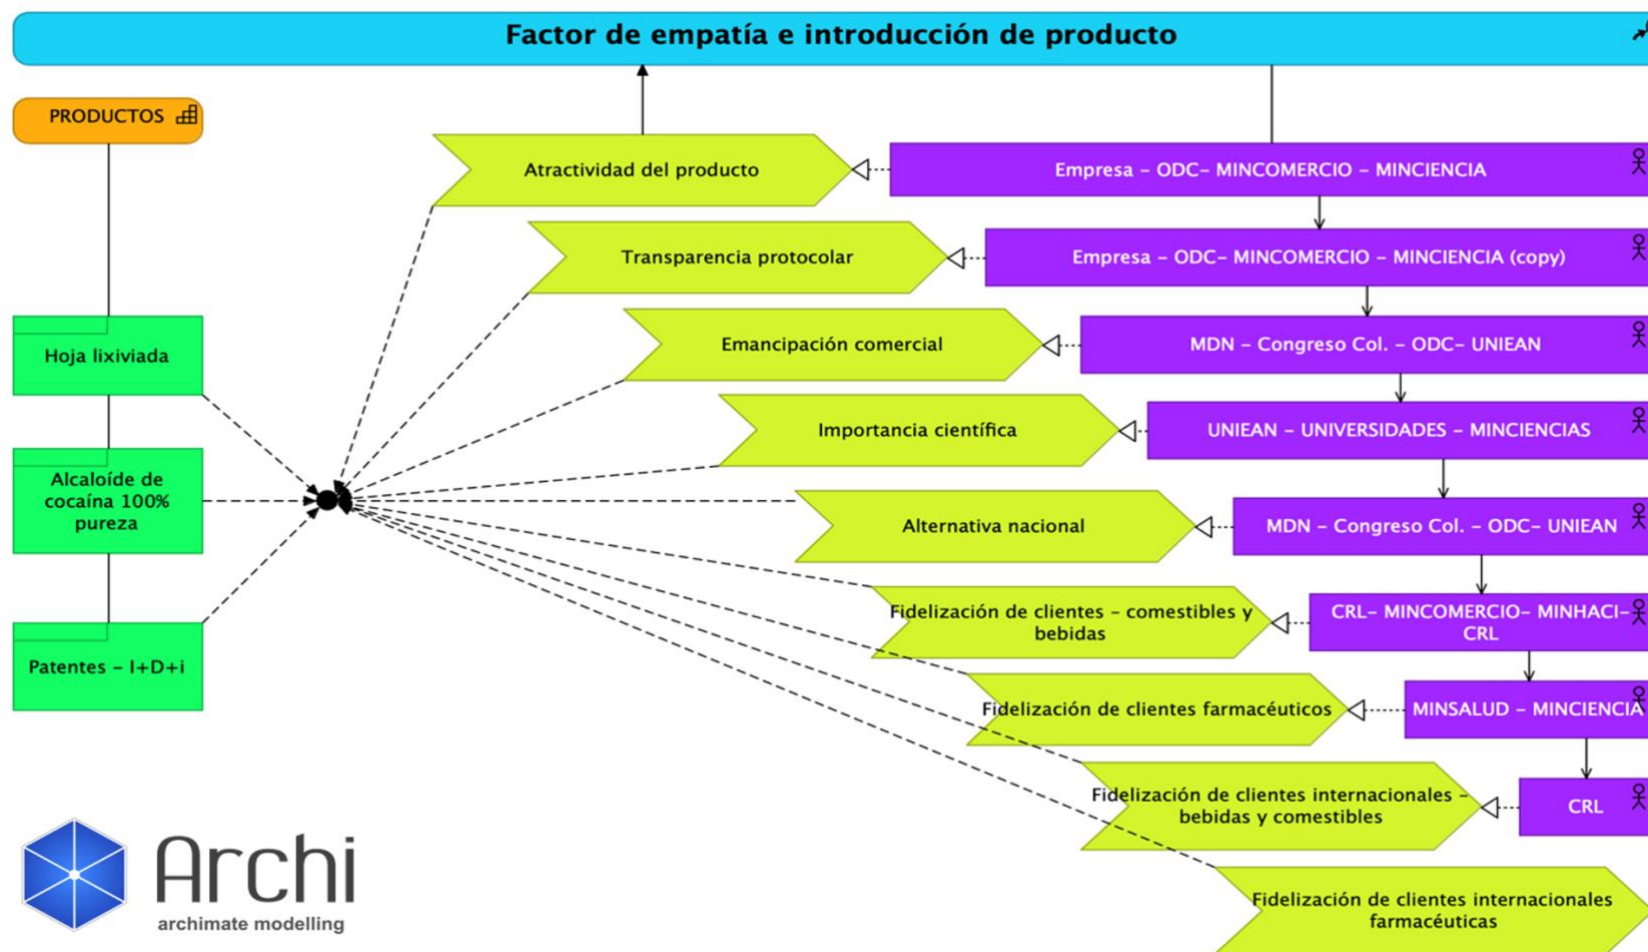 Factor de empatía e introducción de producto
PRODUCTOS
Atractividad del producto
Empresa – ODC– MINCOMERCIO – MINCIENCIA
Transparencia protocolar
Empresa – ODC– MINCOMERCIO – MINCIENCIA (copy)
Hoja lixiviada
Emancipación comercial
MDN – Congreso Col. – ODC– UNIEAN
Importancia científica
UNIEAN – UNIVERSIDADES – MINCIENCIAS
Alcaloíde de
cocaína 100%
pureza
Alternativa nacional
MDN – Congreso Col. – ODC– UNIEAN
Fidelización de clientes – comestibles y
bebidas
CRL– MINCOMERCIO– MINHACI–
CRL
Patentes – I+D+i
Fidelización de clientes farmacéuticos
MINSALUD – MINCIENCIA
Fidelización de clientes internacionales –
bebidas y comestibles
CRL
Fidelización de clientes internacionales
farmacéuticas
Archi
archimate modelling